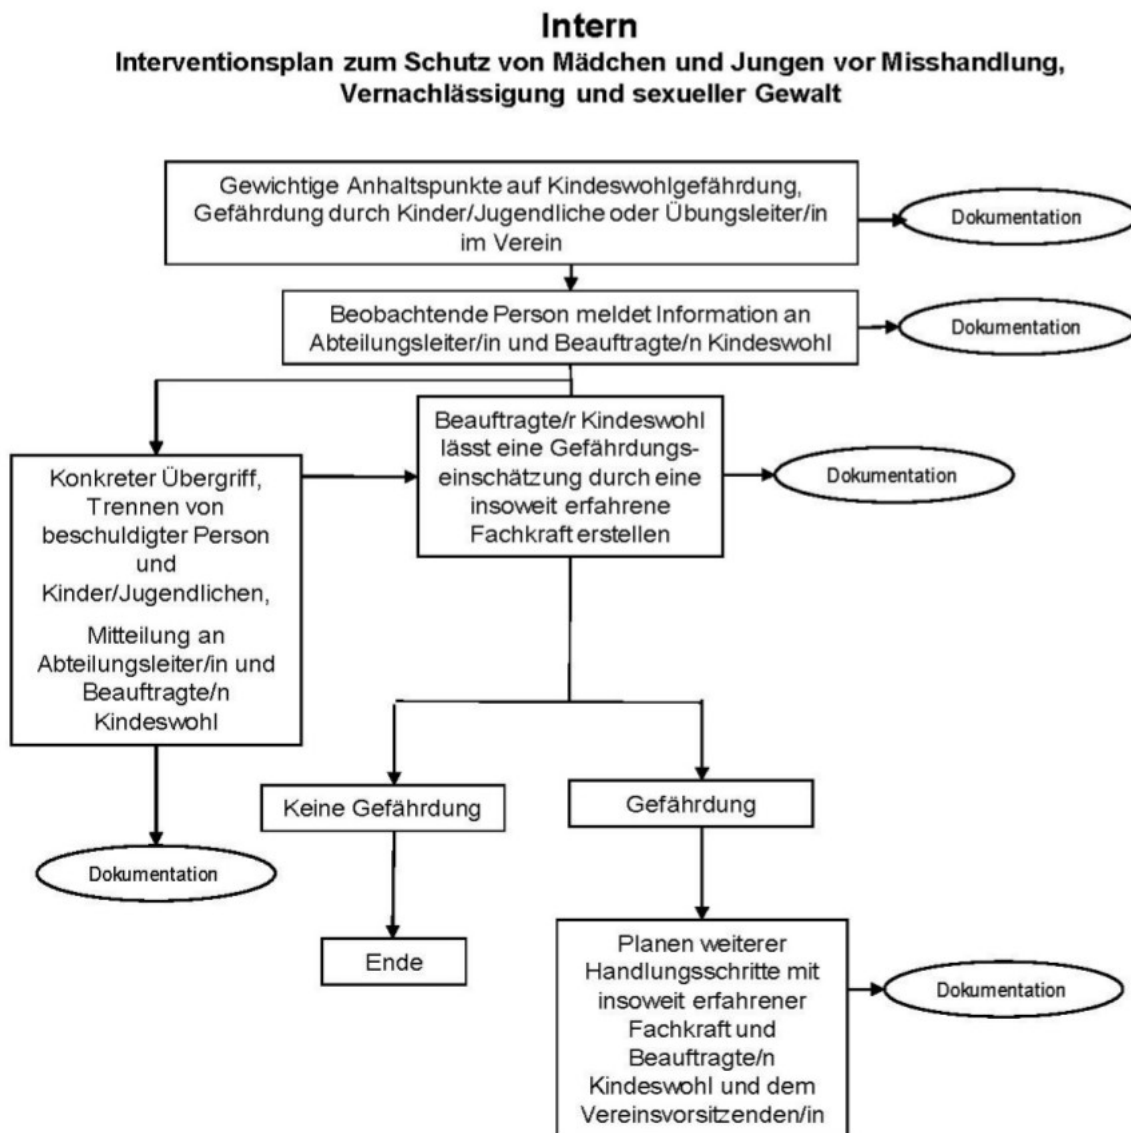 Intern
Interventionsplan zum Schutz von Mädchen und Jungen vor Misshandlung,
Vernachlässigung und sexueller Gewalt
Gewichtige Anhaltspunkte auf Kindeswohlgefährdung,
Gefährdung durch Kinder/Jugendliche oder Übungsleiter/in
im Verein
Dokumentation
Beobachtende Person meldet Information an
Abteilungsleiter/in und Beauftragte/n Kindeswohl
Dokumentation
Beauftragte/r Kindeswohl
lässt eine Gefährdungs-
einschätzung durch eine
insoweit erfahrene
Fachkraft erstellen
Dokumentation
Konkreter Übergriff,
Trennen von
beschuldigter Person
und
Kinder/Jugendlichen,
Mitteilung an
Abteilungsleiter/in und
Beauftragte/n
Kindeswohl
Dokumentation
Keine Gefährdung
Gefährdung
Ende
Planen weiterer
Handlungsschritte mit
insoweit erfahrener
Fachkraft und
Beauftragte/n
Kindeswohl und dem
Vereinsvorsitzenden/in
Dokumentation